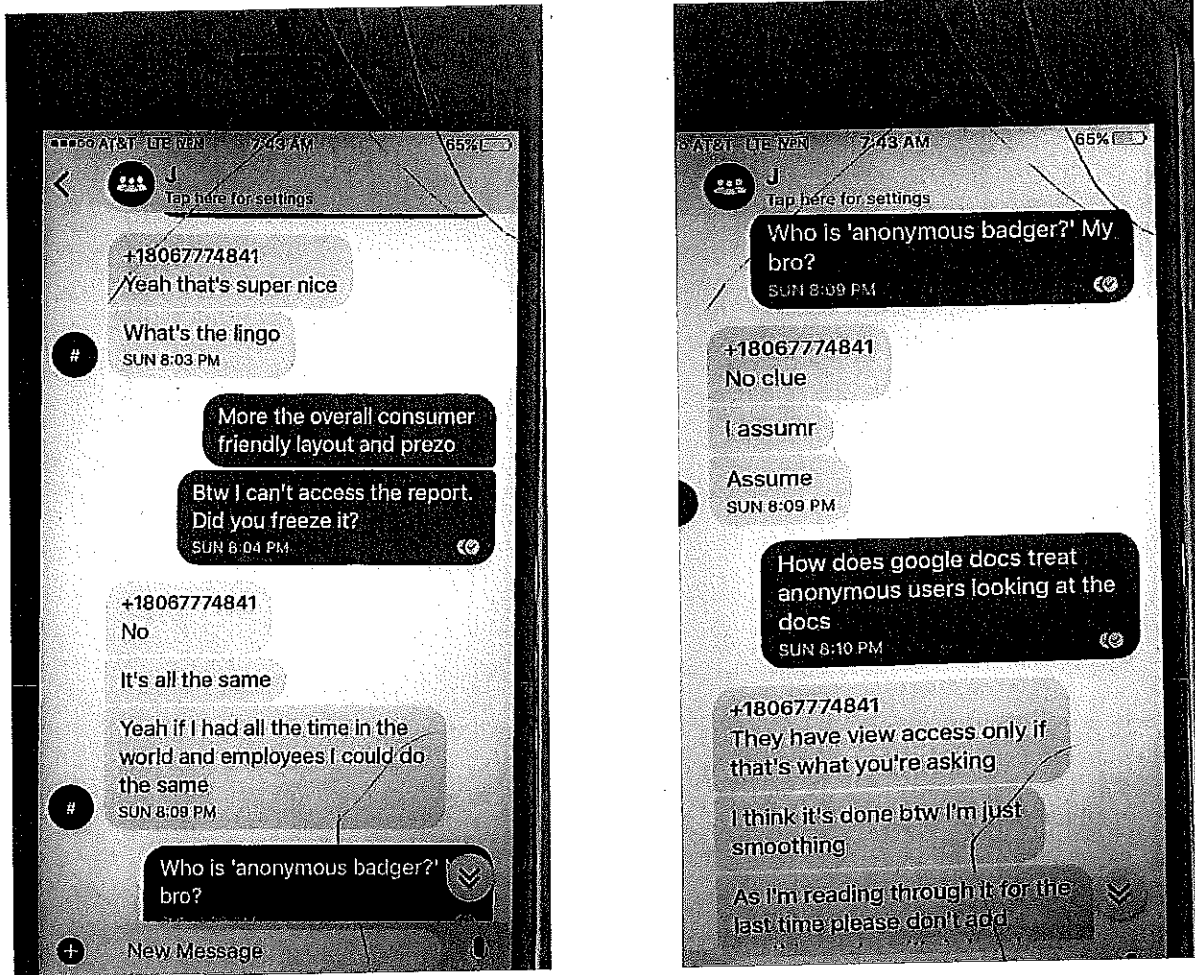 AT&T LTE VPN 7:43 AM 65%
J
Tap here for settings
+18067774841
Yeah that's super nice
What's the lingo
SUN 8:03 PM
#
More the overall consumer
friendly layout and prezo
Btw I can't access the report.
Did you freeze it?
SUN 8:04 PM
+18067774841
No
It's all the same
Yeah if I had all the time in the
world and employees I could do
the same
SUN 8:09 PM
#
Who is 'anonymous badger?'
bro?
New Message
AT&T LTE VPN 7:43 AM 65%
J
Tap here for settings
Who is 'anonymous badger?' My
bro?
SUN 8:09 PM
+18067774841
No clue
I assumr
Assume
SUN 8:09 PM
How does google docs treat
anonymous users looking at the
docs
SUN 8:10 PM
+18067774841
They have view access only if
that's what you're asking
I think it's done btw I'm just
smoothing
As I'm reading through it for the
last time please don't add